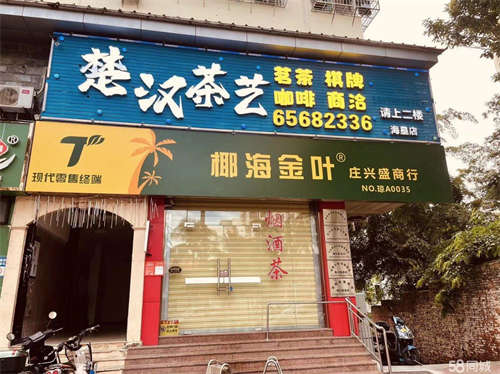 楚汉茶艺
茗茶 棋牌
咖啡 商洽
65682336
请上二楼
海垦店
T
现代零售终端
椰海金叶®
庄兴盛商行
NO.琼A0035
烟酒茶
58同城